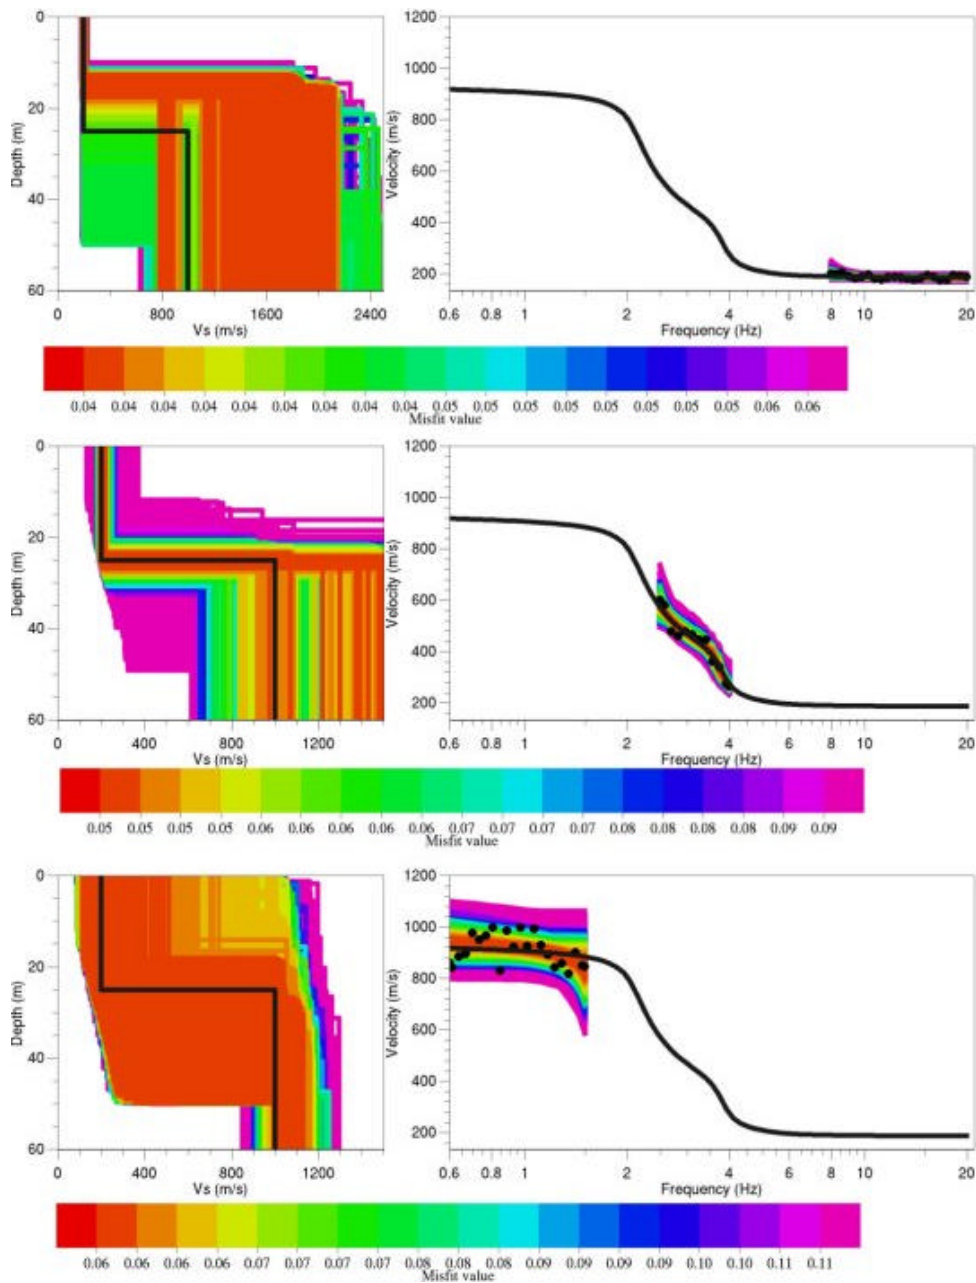 0
20
40
60
Depth (m)
800
1600
2400
Vs (m/s)
1200
1000
800
600
400
200
Velocity (m/s)
0.6 0.8 1 2 4 6 8 10 20
Frequency (Hz)
0.04 0.04 0.04 0.04 0.04 0.04 0.04 0.04 0.04 0.05 0.05 0.05 0.05 0.05 0.05 0.05 0.05 0.06 0.06
Misfit value
0
20
40
60
Depth (m)
0 400 800 1200
Vs (m/s)
1200
1000
800
600
400
200
Velocity (m/s)
0.6 0.8 1 2 4 6 8 10 20
Frequency (Hz)
0.05 0.05 0.05 0.05 0.06 0.06 0.06 0.06 0.06 0.07 0.07 0.07 0.07 0.08 0.08 0.08 0.08 0.09 0.09
Misfit value
0
20
40
60
Depth (m)
0 400 800 1200
Vs (m/s)
1200
1000
800
600
400
200
Velocity (m/s)
0.6 0.8 1 2 4 6 8 10 20
Frequency (Hz)
0.06 0.06 0.06 0.06 0.07 0.07 0.07 0.07 0.08 0.08 0.08 0.09 0.09 0.09 0.10 0.10 0.10 0.11 0.11
Misfit value